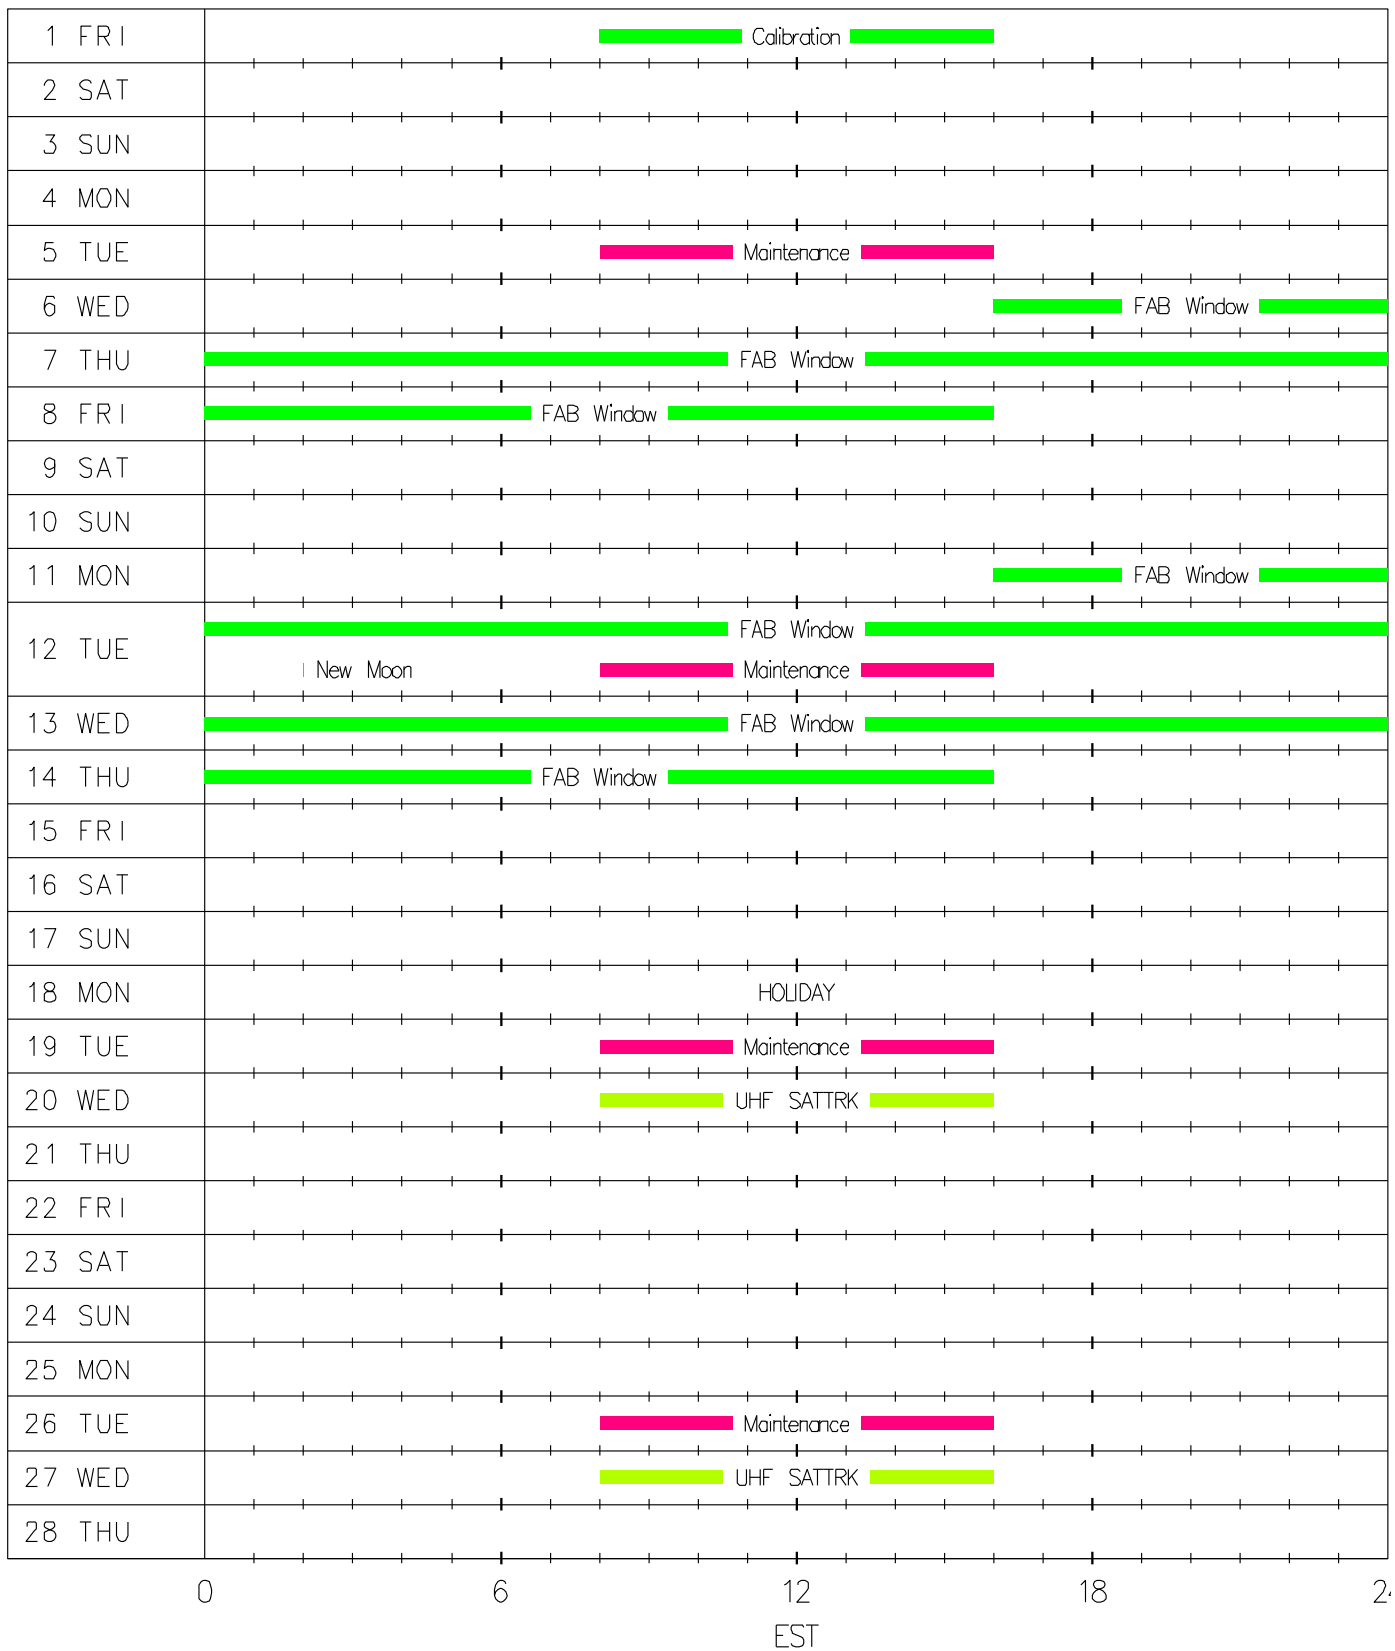 1 FRI Calibration
2 SAT
3 SUN
4 MON
5 TUE Maintenance
6 WED FAB Window
7 THU FAB Window
8 FRI FAB Window
9 SAT
10 SUN
11 MON FAB Window
12 TUE FAB Window
New Moon Maintenance
13 WED FAB Window
14 THU FAB Window
15 FRI
16 SAT
17 SUN
18 MON HOLIDAY
19 TUE Maintenance
20 WED UHF SATTRK
21 THU
22 FRI
23 SAT
24 SUN
25 MON
26 TUE Maintenance
27 WED UHF SATTRK
28 THU
0 6 12 18
EST